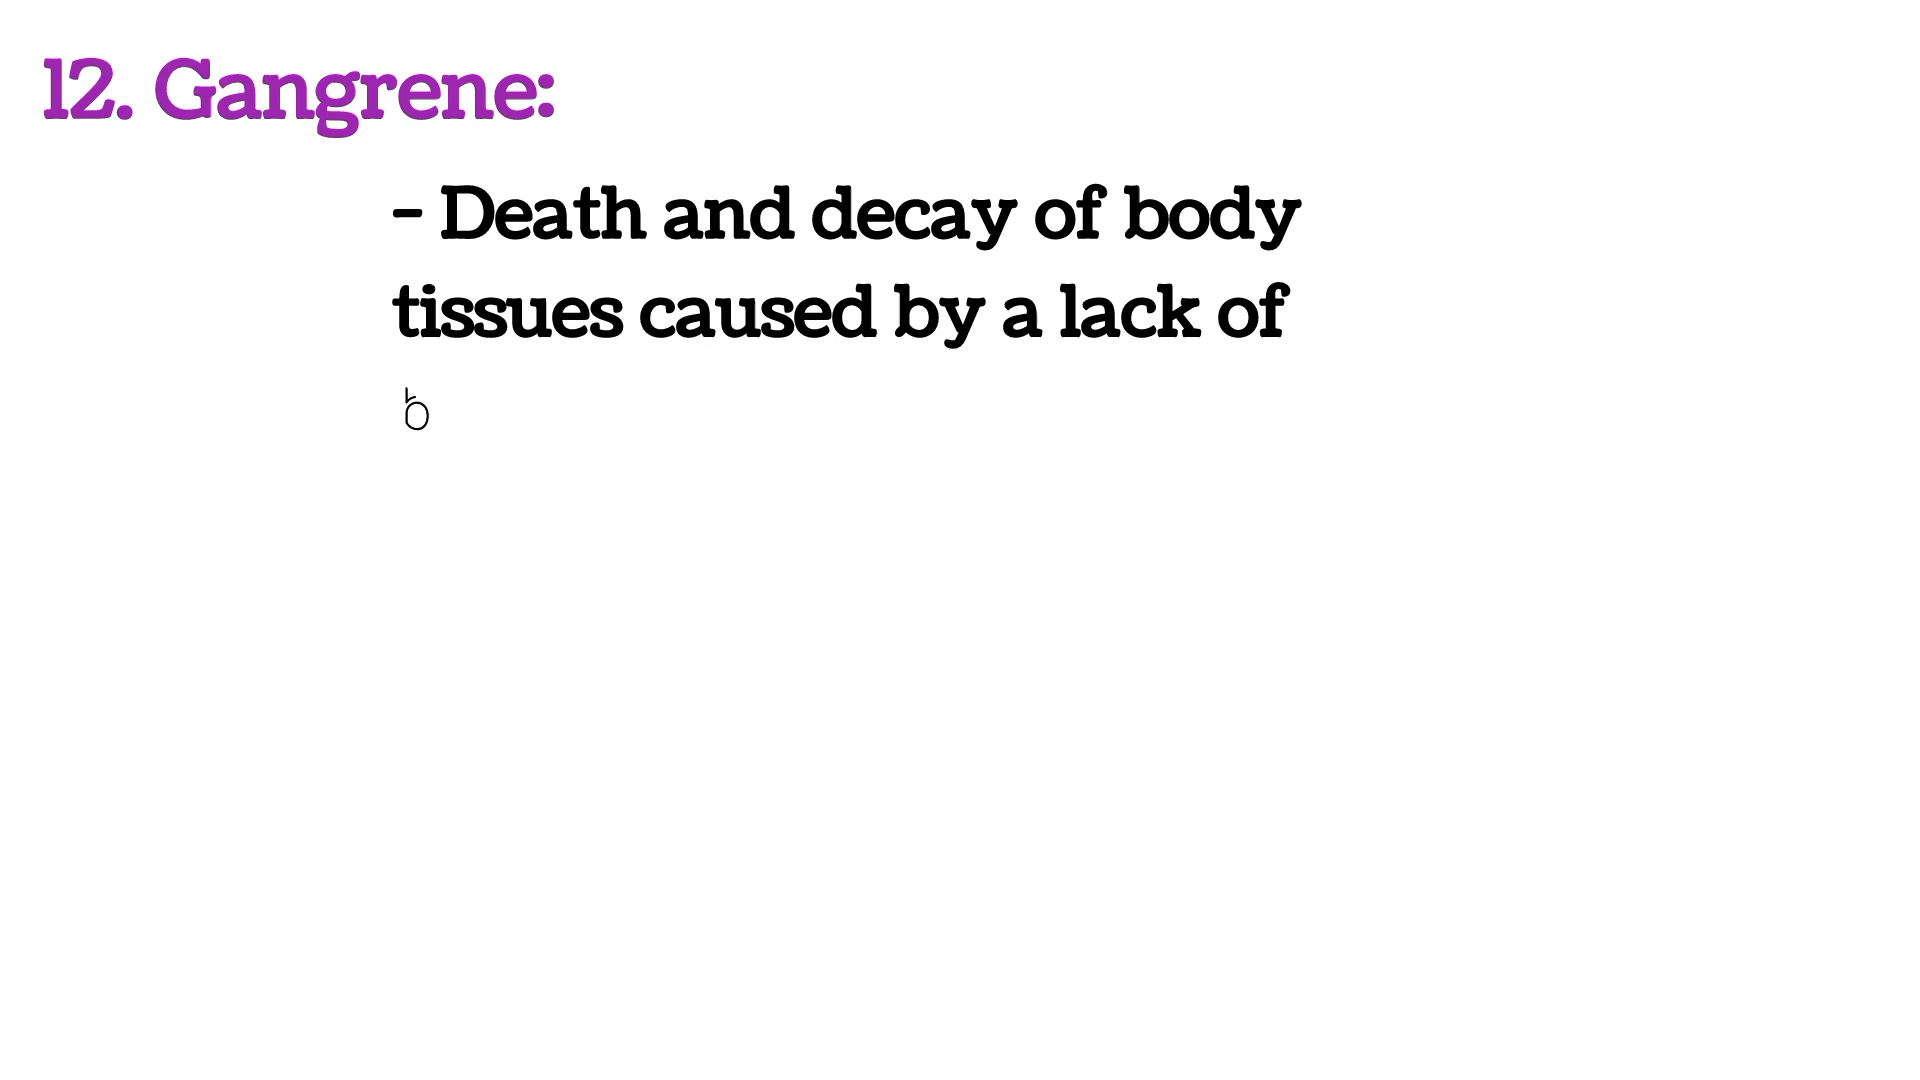 12. Gangrene:
- Death and decay of body
tissues caused by a lack of
b